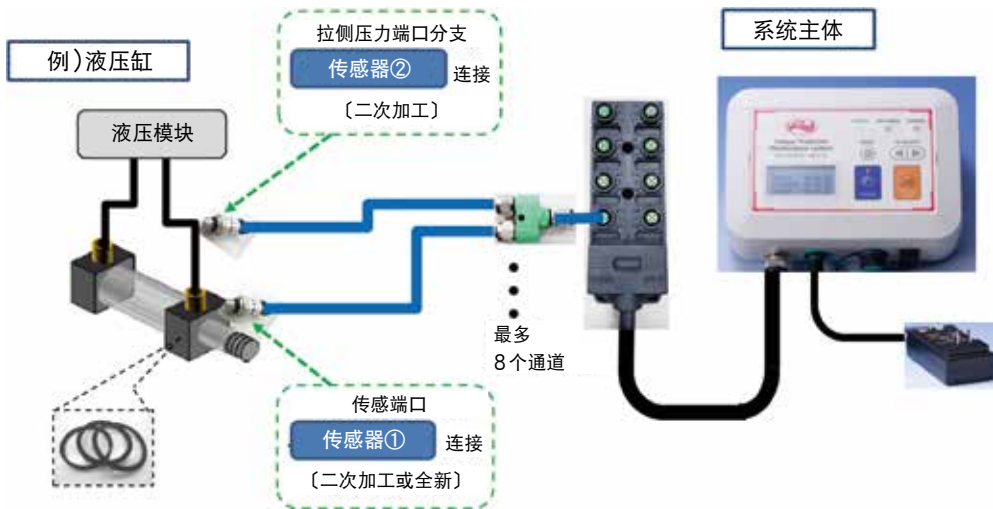 例）液压缸
液压模块
拉侧压力端口分支
传感器②
连接
〔二次加工〕
系统主体
最多
8个通道
传感端口
传感器①
连接
〔二次加工或全新〕